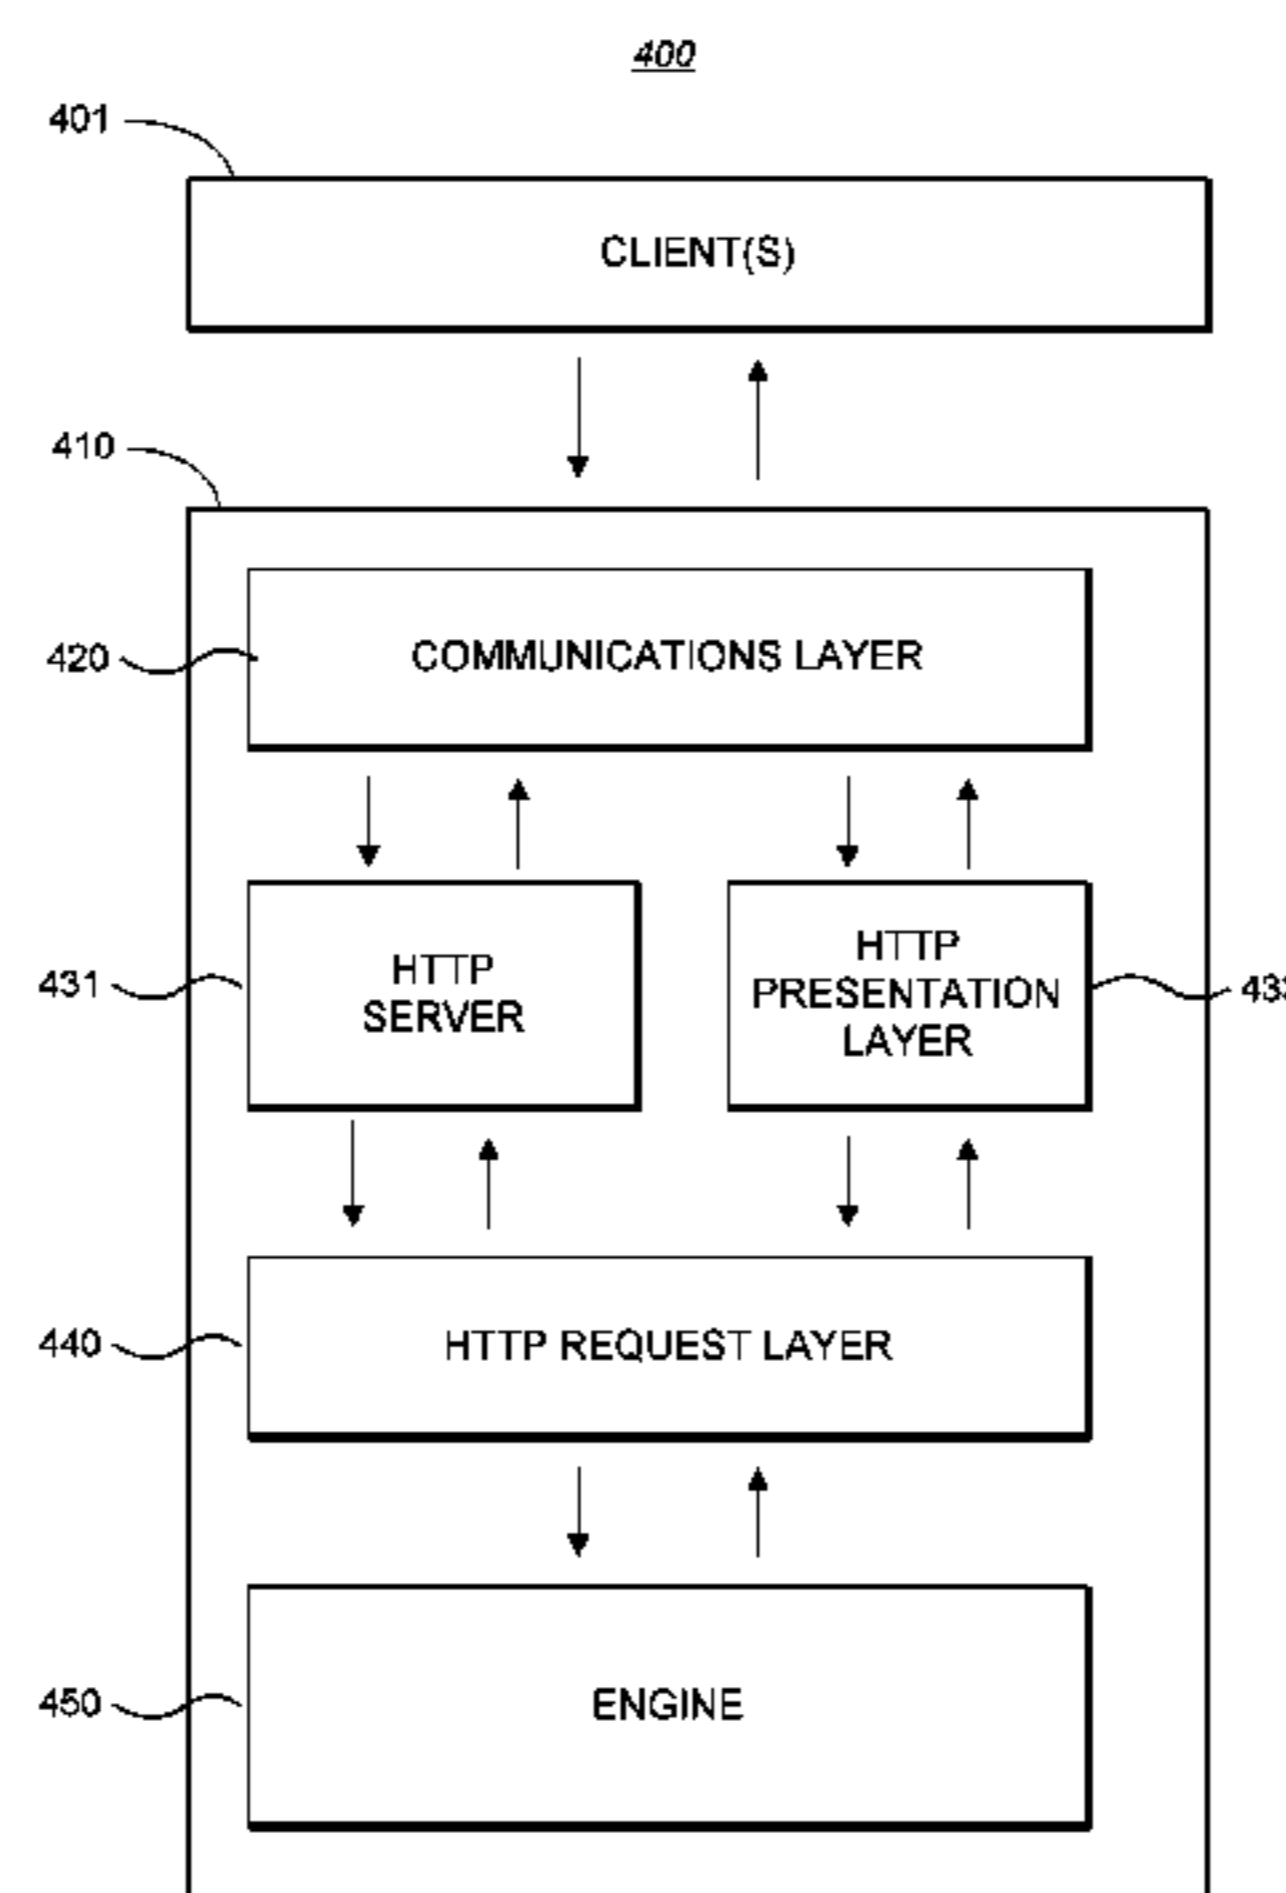 400
401
CLIENT(S)
410
420
COMMUNICATIONS LAYER
431
HTTP
SERVER
HTTP
PRESENTATION
LAYER
440
HTTP REQUEST LAYER
450
ENGINE